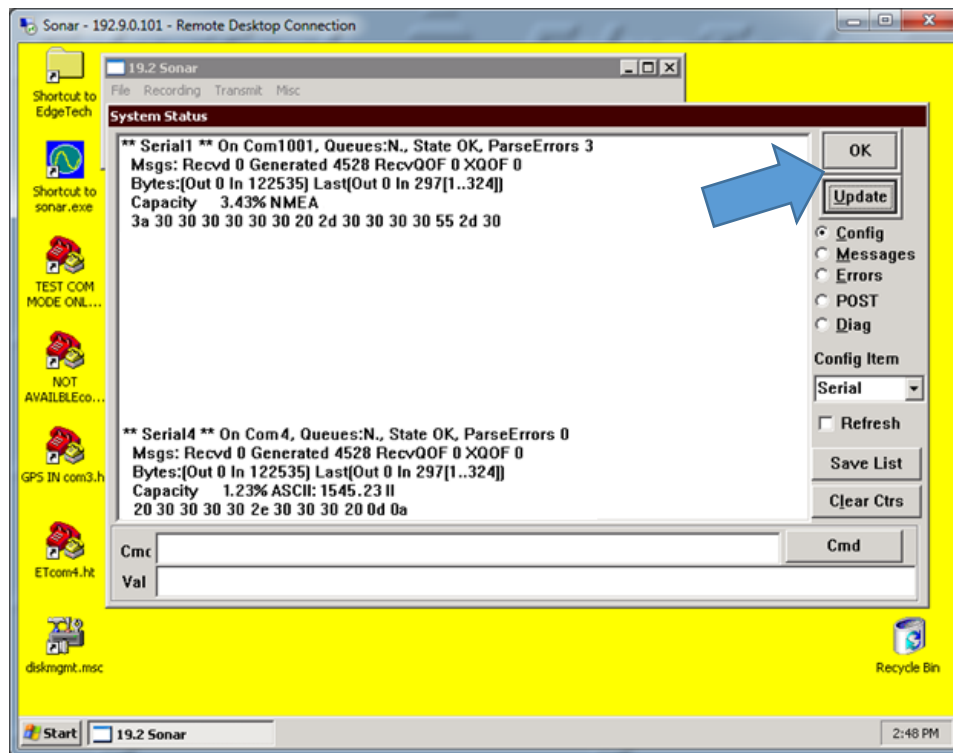 Sonar - 192.9.0.101 - Remote Desktop Connection
Shortcut to
EdgeTech
Shortcut to
sonar.exe
TEST COM
MODE ONL...
NOT
AVAILBLEco...
GPS IN com3.h
ETcom4.ht
diskmgmt.msc
19.2 Sonar
File Recording Transmit Misc
System Status
** Serial1 ** On Com1001, Queues:N., State OK, ParseErrors 3
Msgs: Recvd 0 Generated 4528 RecvQOF 0 XQOF 0
Bytes:[Out 0 In 122535] Last[Out 0 In 297[1..324]]
Capacity 3.43% NMEA
3a 30 30 30 30 30 30 20 2d 30 30 30 30 55 2d 30
** Serial4 ** On Com4, Queues:N., State OK, ParseErrors 0
Msgs: Recvd 0 Generated 4528 RecvQOF 0 XQOF 0
Bytes:[Out 0 In 122535] Last[Out 0 In 297[1..324]]
Capacity 1.23% ASCII: 1545.23 II
20 30 30 30 30 2e 30 30 30 20 0d 0a
OK
Update
Config
Messages
Errors
POST
Diag
Config Item
Serial
Refresh
Save List
Clear Ctrs
Cmc
Cmd
Val
Recycle Bin
Start
19.2 Sonar
2:48 PM